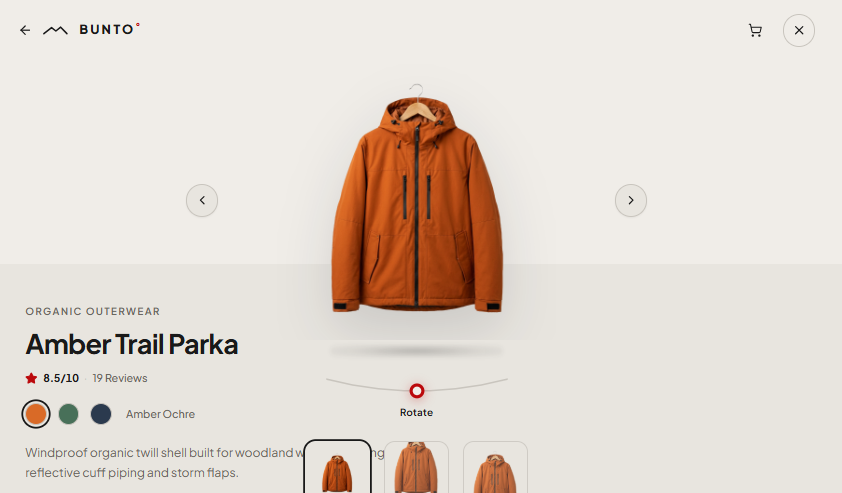 BUNTO
ORGANIC OUTERWEAR
Amber Trail Parka
8.5/10 · 19 Reviews
Amber Ochre
Rotate
Windproof organic twill shell built for woodland
reflective cuff piping and storm flaps.